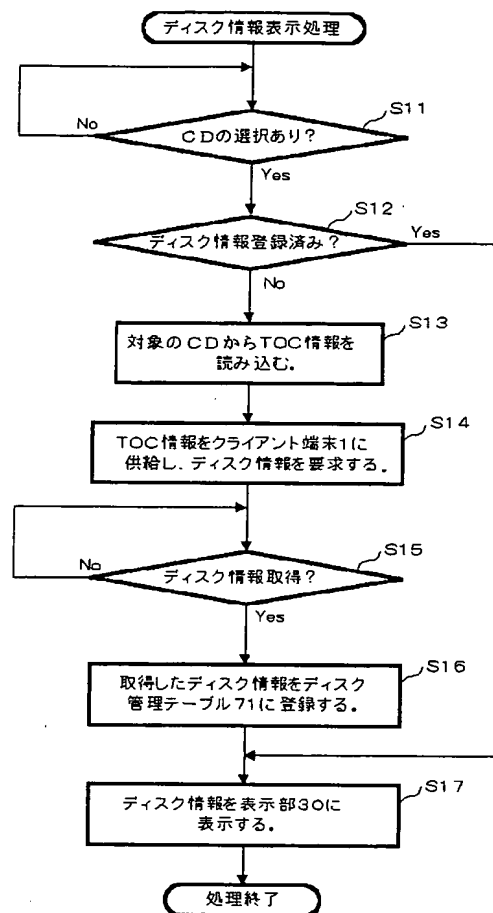 ディスク情報表示処理
S11
No
CDの選択あり?
Yes
S12
ディスク情報登録済み?
Yes
No
S13
対象のCDからTOC情報を
読み込む。
S14
TOC情報をクライアント端末1に
供給し、ディスク情報を要求する。
S15
No
ディスク情報取得?
Yes
S16
取得したディスク情報をディスク
管理テーブル71に登録する。
S17
ディスク情報を表示部30に
表示する。
処理終了